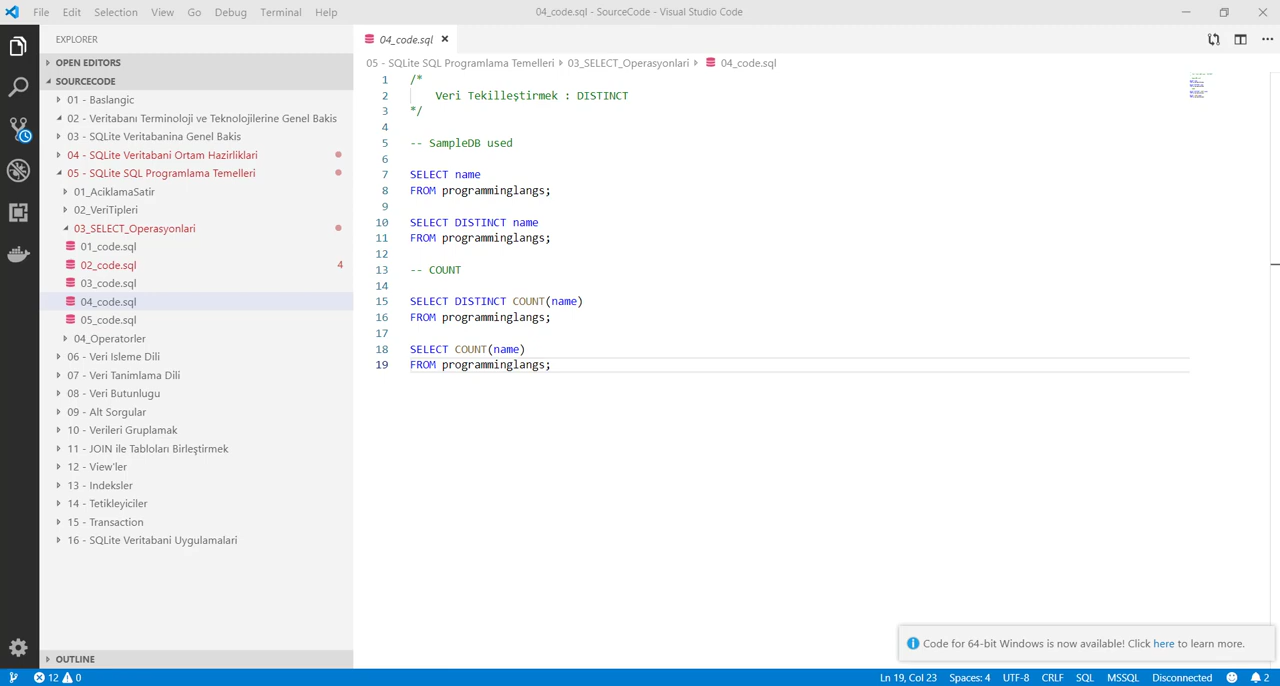 File Edit Selection View Go Debug Terminal Help
04_code.sql - SourceCode - Visual Studio Code
EXPLORER
OPEN EDITORS
SOURCECODE
01 - Baslangic
02 - Veritabanı Terminoloji ve Teknolojilerine Genel Bakis
03 - SQLite Veritabanina Genel Bakis
04 - SQLite Veritabani Ortam Hazirliklari
05 - SQLite SQL Programlama Temelleri
01_AciklamaSatir
02_VeriTipleri
03_SELECT_Operasyonlari
01_code.sql
02_code.sql 4
03_code.sql
04_code.sql
05_code.sql
04_Operatorler
06 - Veri Isleme Dili
07 - Veri Tanimlama Dili
08 - Veri Butunlugu
09 - Alt Sorgular
10 - Verileri Gruplamak
11 - JOIN ile Tabloları Birleştirmek
12 - View'ler
13 - Indeksler
14 - Tetikleyiciler
15 - Transaction
16 - SQLite Veritabani Uygulamalari
OUTLINE
04_code.sql
05 - SQLite SQL Programlama Temelleri 03_SELECT_Operasyonlari 04_code.sql
1 /*
2 Veri Tekilleştirmek : DISTINCT
3 */
4
5 -- SampleDB used
6
7 SELECT name
8 FROM programminglangs;
9
10 SELECT DISTINCT name
11 FROM programminglangs;
12
13 -- COUNT
14
15 SELECT DISTINCT COUNT(name)
16 FROM programminglangs;
17
18 SELECT COUNT(name)
19 FROM programminglangs;
Code for 64-bit Windows is now available! Click here to learn more.
12 0 Ln 19, Col 23 Spaces: 4 UTF-8 CRLF SQL MSSQL Disconnected 2